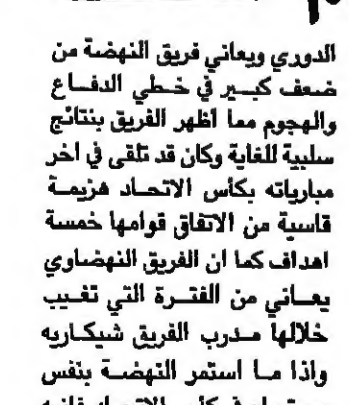 الدوري ويعاني فريق النهضة من
ضعف كبير في خطي الدفاع
والهجوم معا اظهر الفريق بنتائج
سلبية للغاية وكان قد تلقى في اخر
مبارياته بكأس الاتحاد هزيمة
قاسية من الاتفاق قوامها خمسة
اهداف كما ان الفريق النهضاوي
يعاني من الفترة التي تغيب
خلالها مدرب الفريق شيكاريه
واذا ما استمر النهضة بنفس